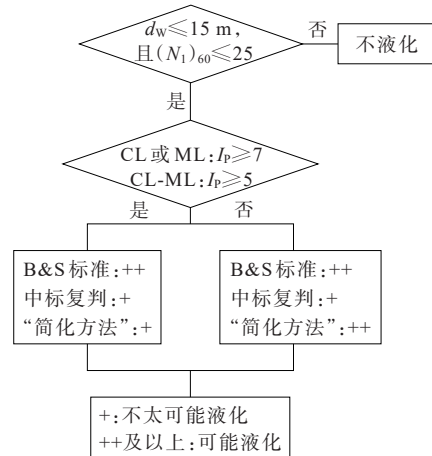 d_W≤15 m，
且(N_1)_60≤25
否
不液化
是
CL或ML:I_P≥7
CL-ML:I_P≥5
是
否
B&S标准:++
中标复判:+
“简化方法”:+
B&S标准:++
中标复判:+
“简化方法”:++
+:不太可能液化
++及以上:可能液化